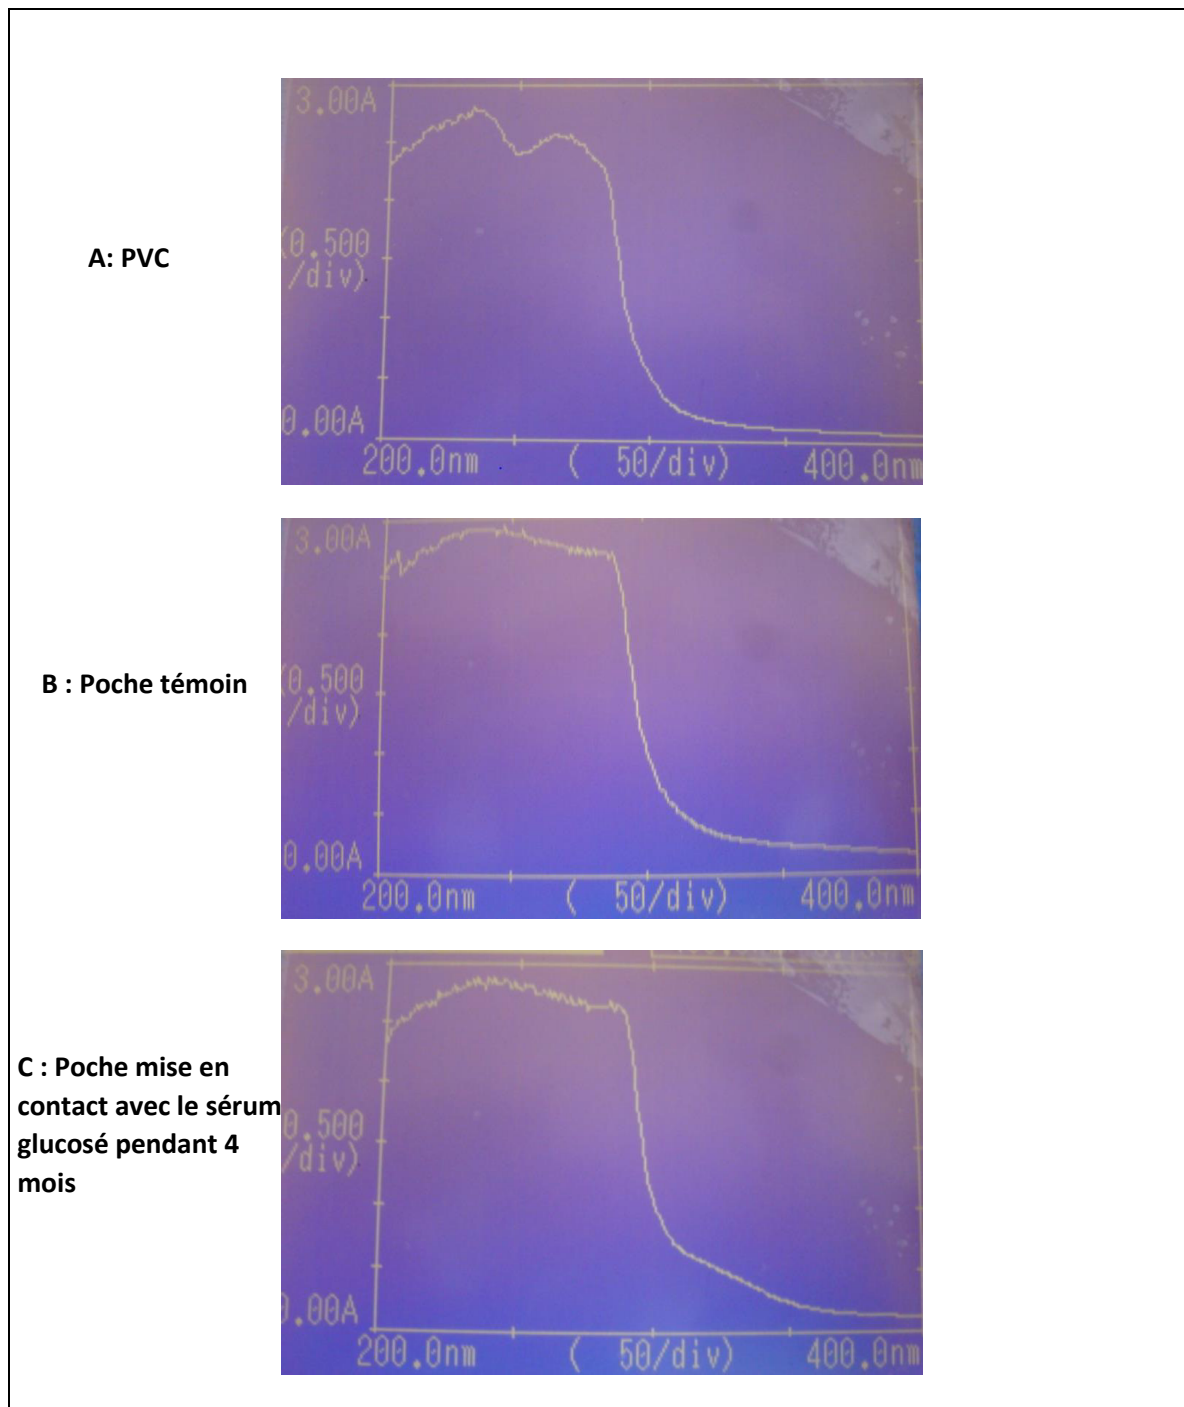 3.00A
A: PVC
(0.500
/div)
0.00A
200.0nm ( 50/div) 400.0nm
3.00A
B : Poche témoin
(0.500
/div)
0.00A
200.0nm ( 50/div) 400.0nm
3.00A
C : Poche mise en
contact avec le sérum
glucosé pendant 4
mois
0.500
/div)
0.00A
200.0nm ( 50/div) 400.0nm